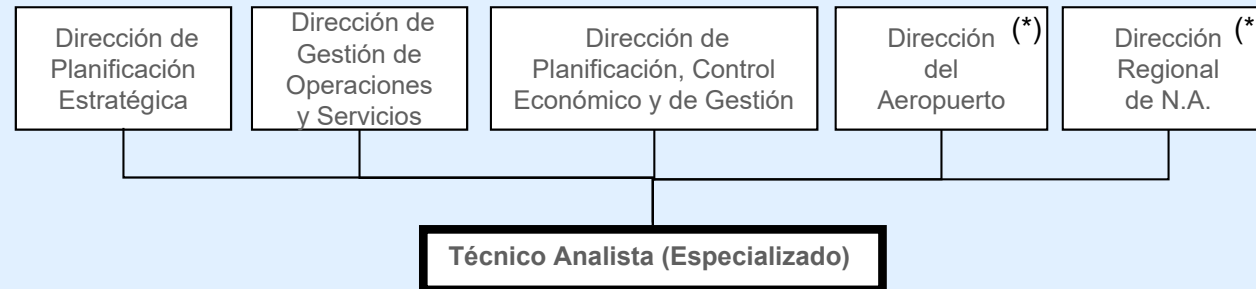 Dirección de
Planificación
Estratégica
Dirección de
Gestión de
Operaciones
y Servicios
Dirección de
Planificación, Control
Económico y de Gestión
Dirección (*)
del
Aeropuerto
Dirección (*
Regional
de N.A.
Técnico Analista (Especializado)